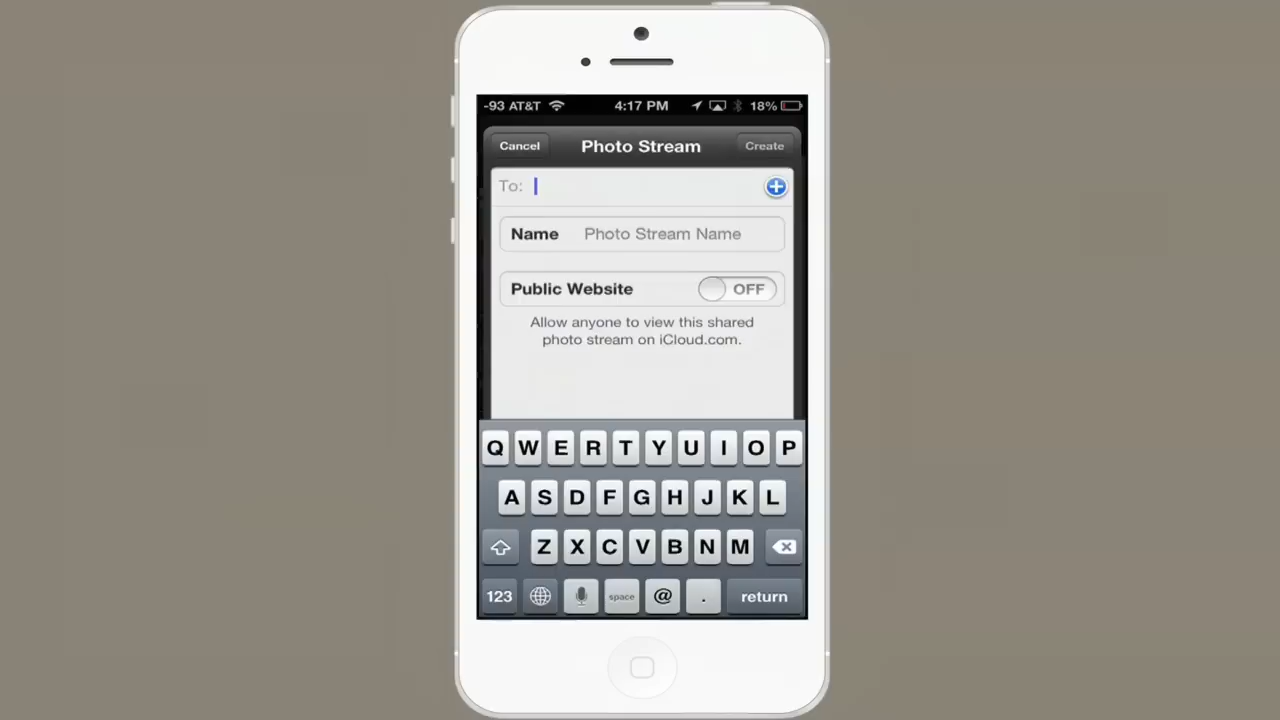 -93 AT&T 4:17 PM 18%
Cancel Photo Stream Create
To:
Name Photo Stream Name
Public Website OFF
Allow anyone to view this shared
photo stream on iCloud.com.
Q W E R T Y U I O P
A S D F G H J K L
Z X C V B N M
123 space @ . return